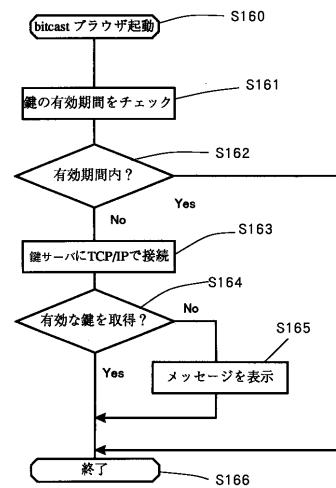 bitcast ブラウザ起動
S160
S161
鍵の有効期間をチェック
S162
有効期間内？
Yes
No
S163
鍵サーバにTCP/IPで接続
S164
有効な鍵を取得？
No
S165
Yes
メッセージを表示
終了
S166